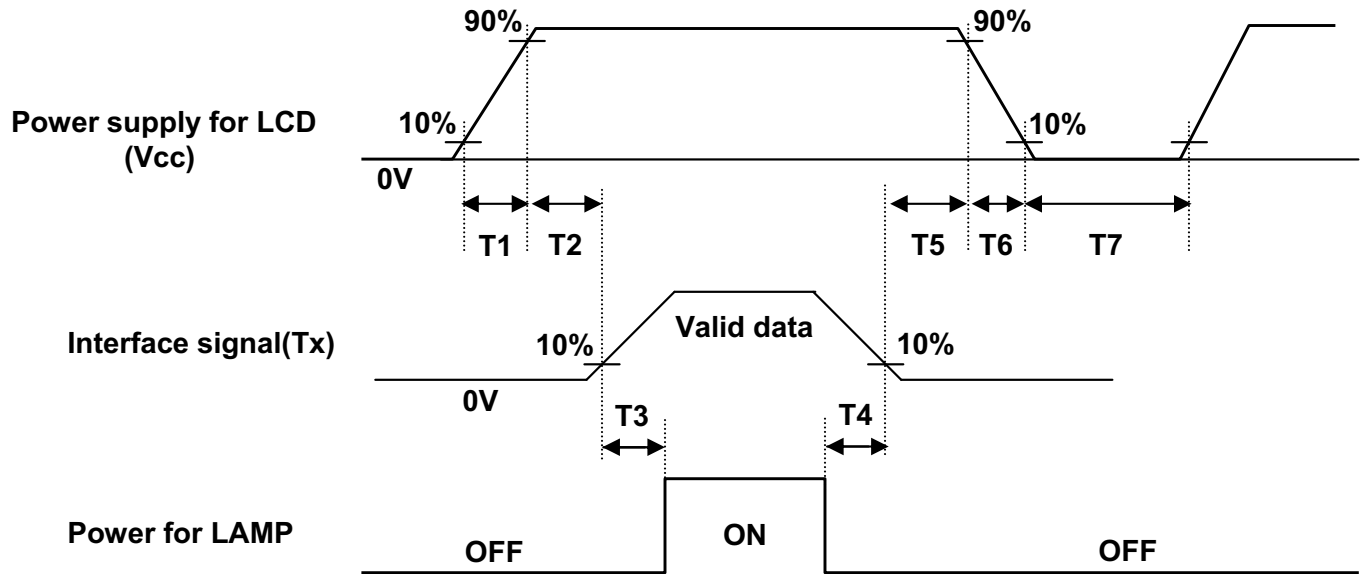 90%
90%
Power supply for LCD
(Vcc)
10%
10%
0V
T1
T2
T5
T6
T7
Interface signal(Tx)
10%
Valid data
10%
0V
T3
T4
Power for LAMP
OFF
ON
OFF